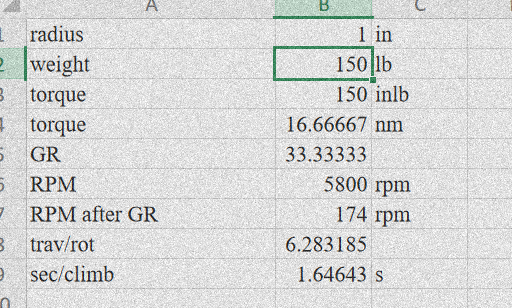 A B C
1 radius 1 in
2 weight 150 lb
3 torque 150 inlb
4 torque 16.66667 nm
5 GR 33.33333
6 RPM 5800 rpm
7 RPM after GR 174 rpm
8 trav/rot 6.283185
9 sec/climb 1.64643 s